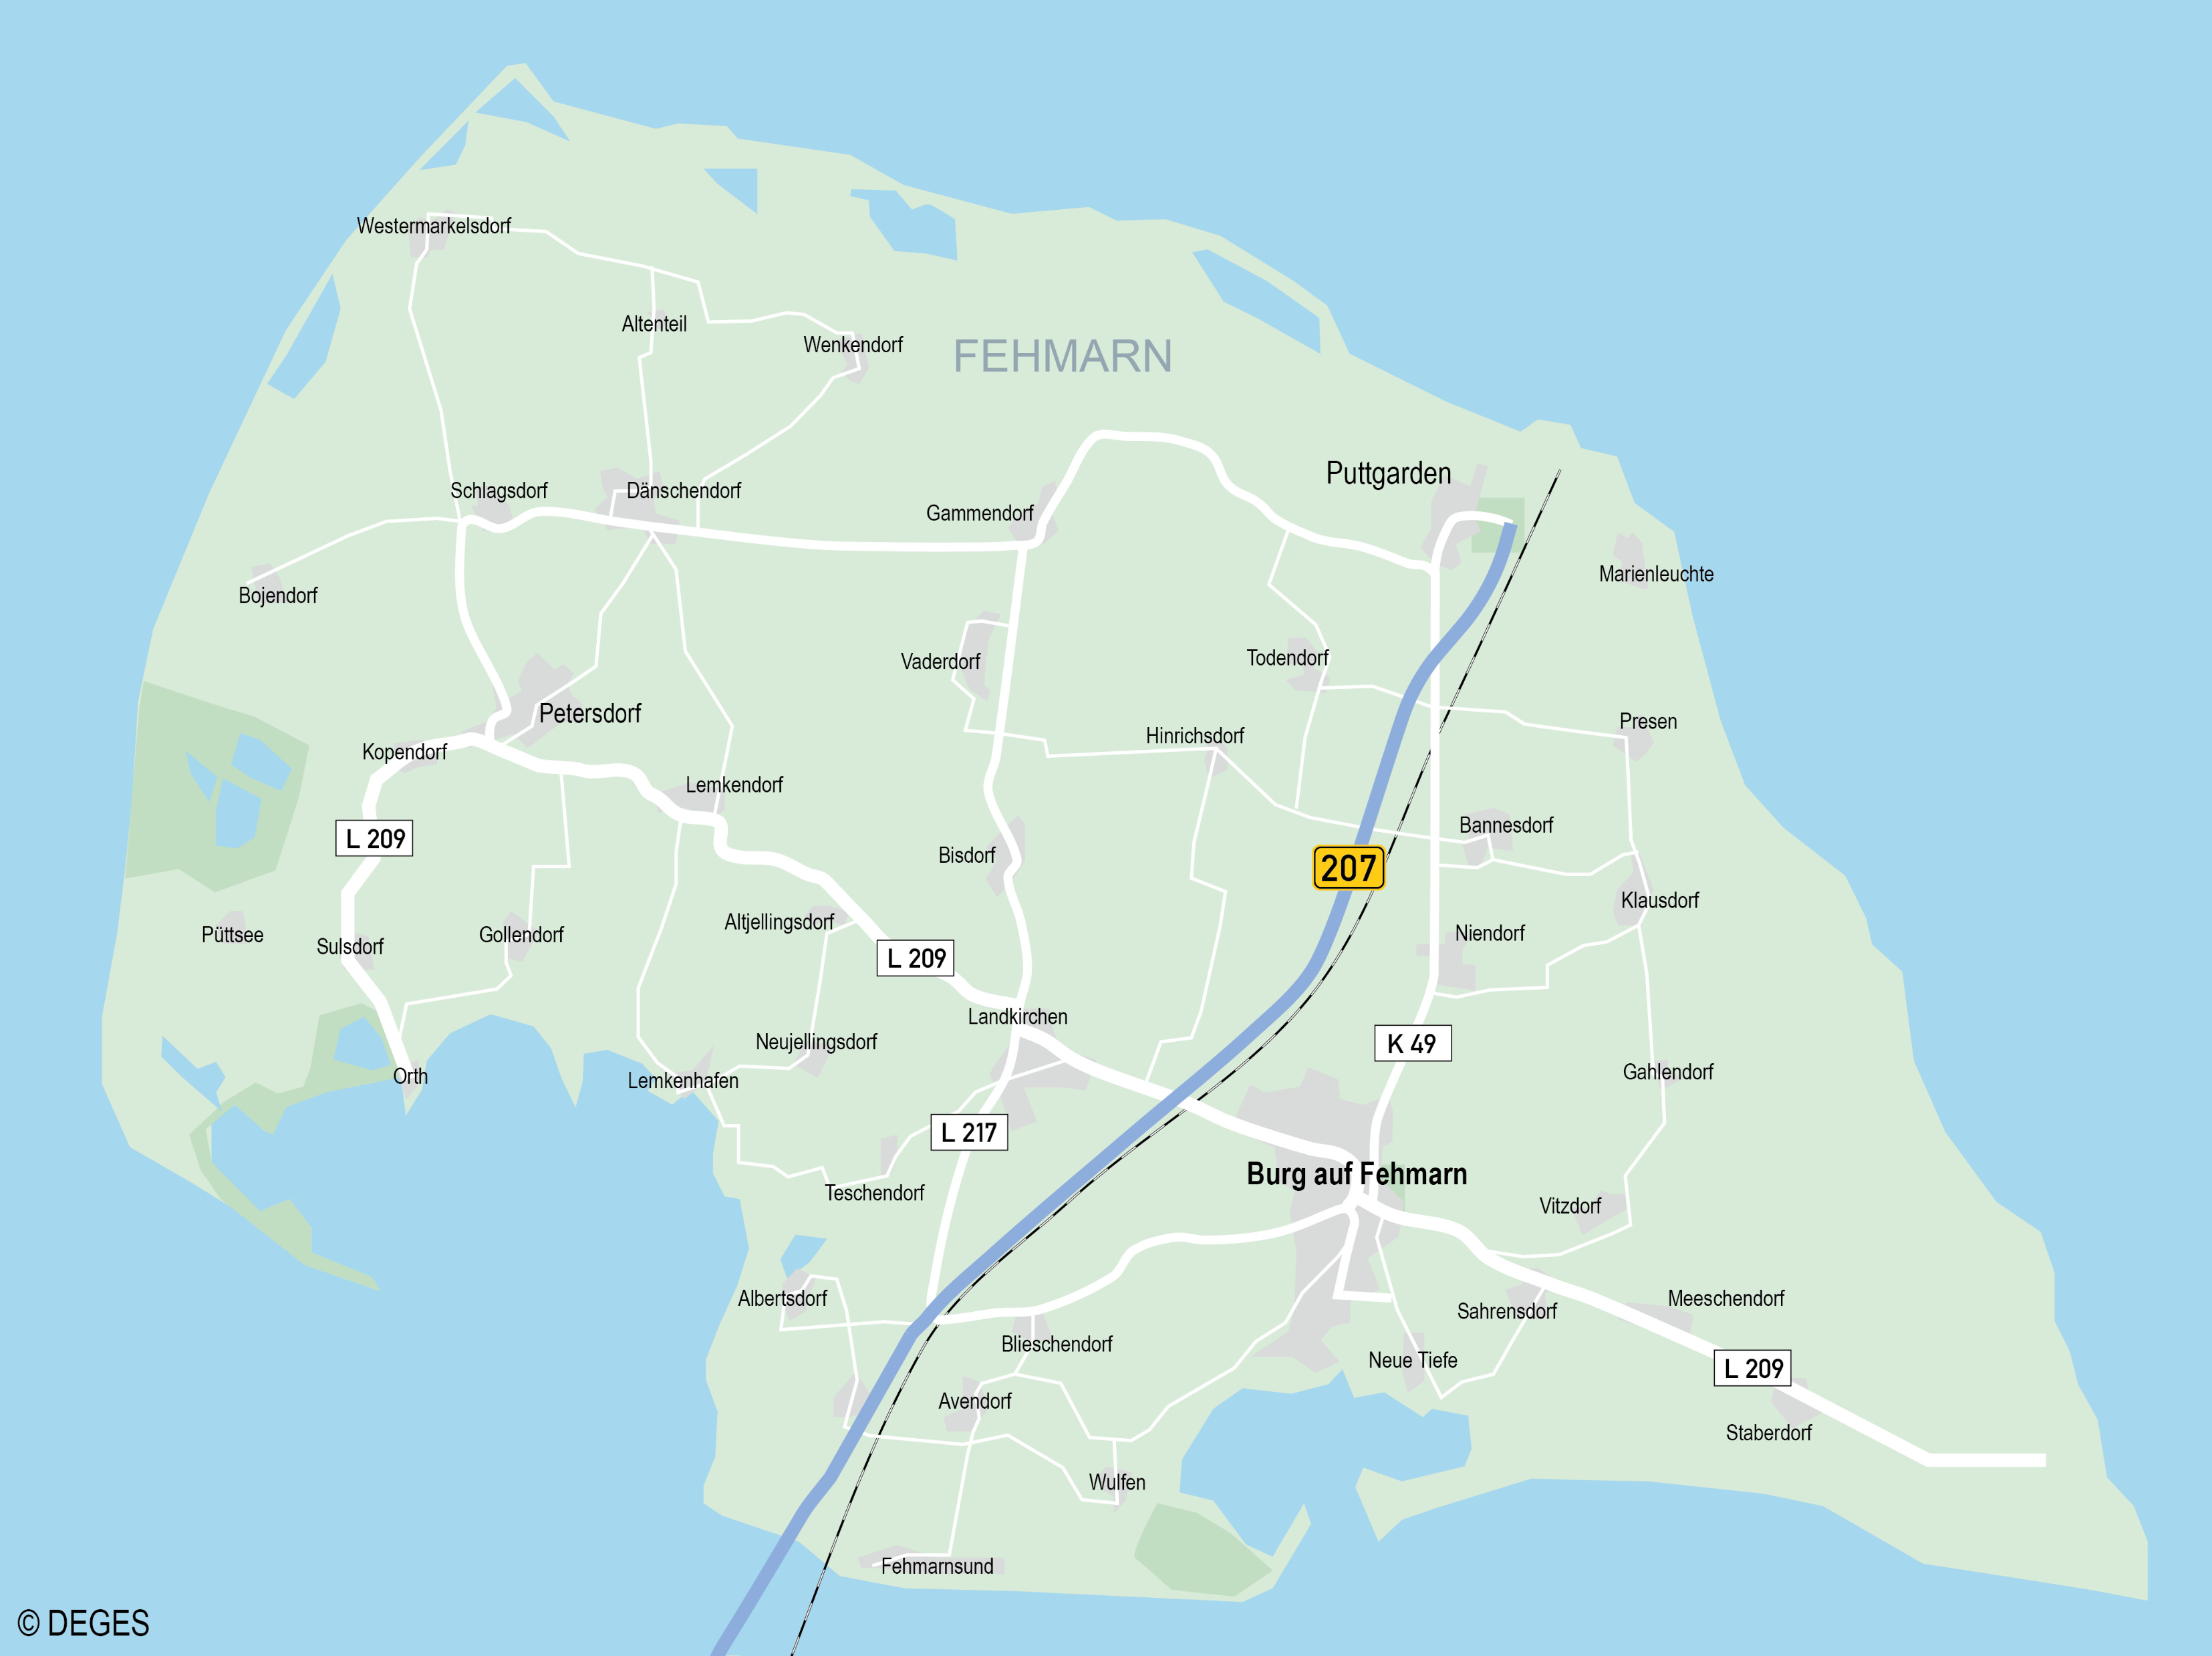 Westermarkelsdorf
Altenteil
Wenkendorf
FEHMARN
Puttgarden
Schlagsdorf
Dänschendorf
Gammendorf
Marienleuchte
Bojendorf
Vaderdorf
Todendorf
Petersdorf
Presen
Hinrichsdorf
Kopendorf
Lemkendorf
L 209
Bannesdorf
Bisdorf
207
Klausdorf
Altjellingsdorf
Püttsee
Sulsdorf
Gollendorf
Niendorf
L 209
Landkirchen
Neujellingsdorf
K 49
Orth
Lemkenhafen
Gahlendorf
L 217
Burg auf Fehmarn
Teschendorf
Vitzdorf
Albertsdorf
Meeschendorf
Sahrensdorf
Blieschendorf
Neue Tiefe
L 209
Avendorf
Staberdorf
Wulfen
Fehmarnsund
© DEGES